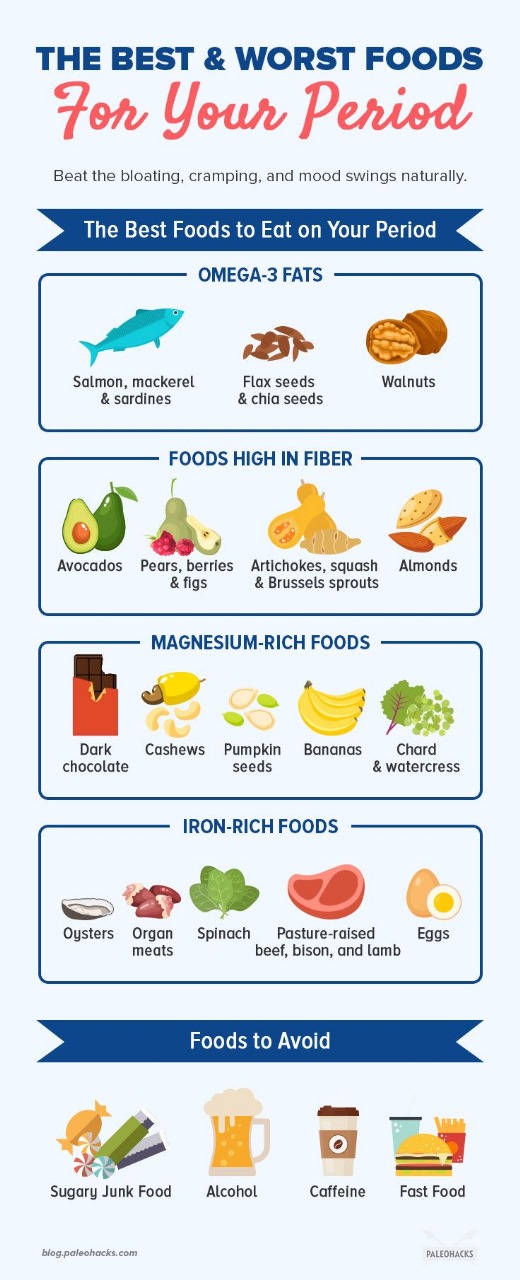 THE BEST & WORST FOODS
For Your Period
Beat the bloating, cramping, and mood swings naturally.
The Best Foods to Eat on Your Period
OMEGA-3 FATS
Salmon, mackerel
& sardines
Flax seeds
& chia seeds
Walnuts
FOODS HIGH IN FIBER
Avocados
Pears, berries
& figs
Artichokes, squash
& Brussels sprouts
Almonds
MAGNESIUM-RICH FOODS
Dark
chocolate
Cashews
Pumpkin
seeds
Bananas
Chard
& watercress
IRON-RICH FOODS
Oysters
Organ
meats
Spinach
Pasture-raised
beef, bison, and lamb
Eggs
Foods to Avoid
Sugary Junk Food
Alcohol
Caffeine
Fast Food
blog.paleohacks.com
PALEOHACKS